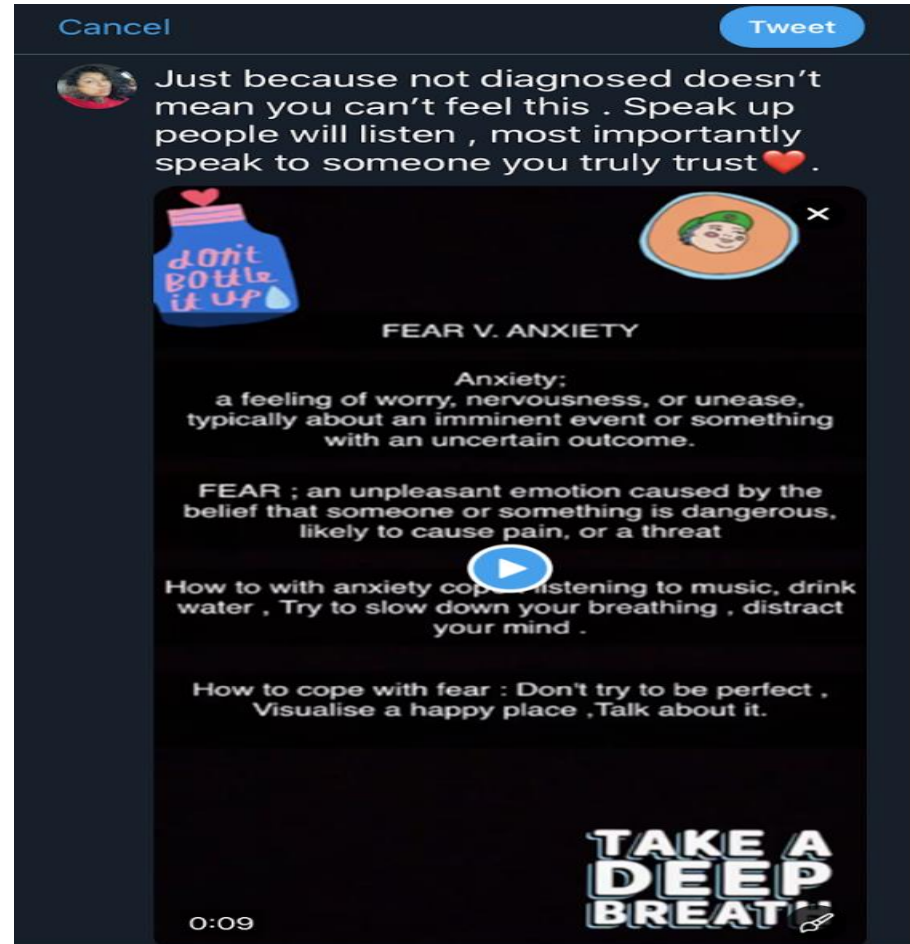 Cancel
Tweet
Just because not diagnosed doesn’t
mean you can’t feel this . Speak up
people will listen , most importantly
speak to someone you truly trust❤️.
don't
BOttle
it UP
FEAR V. ANXIETY
Anxiety;
a feeling of worry, nervousness, or unease,
typically about an imminent event or something
with an uncertain outcome.
FEAR ; an unpleasant emotion caused by the
belief that someone or something is dangerous,
likely to cause pain, or a threat
How to with anxiety listening to music, drink
water , Try to slow down your breathing , distract
your mind .
How to cope with fear : Don't try to be perfect ,
Visualise a happy place ,Talk about it.
TAKE A
DEEP
BREATH
0:09